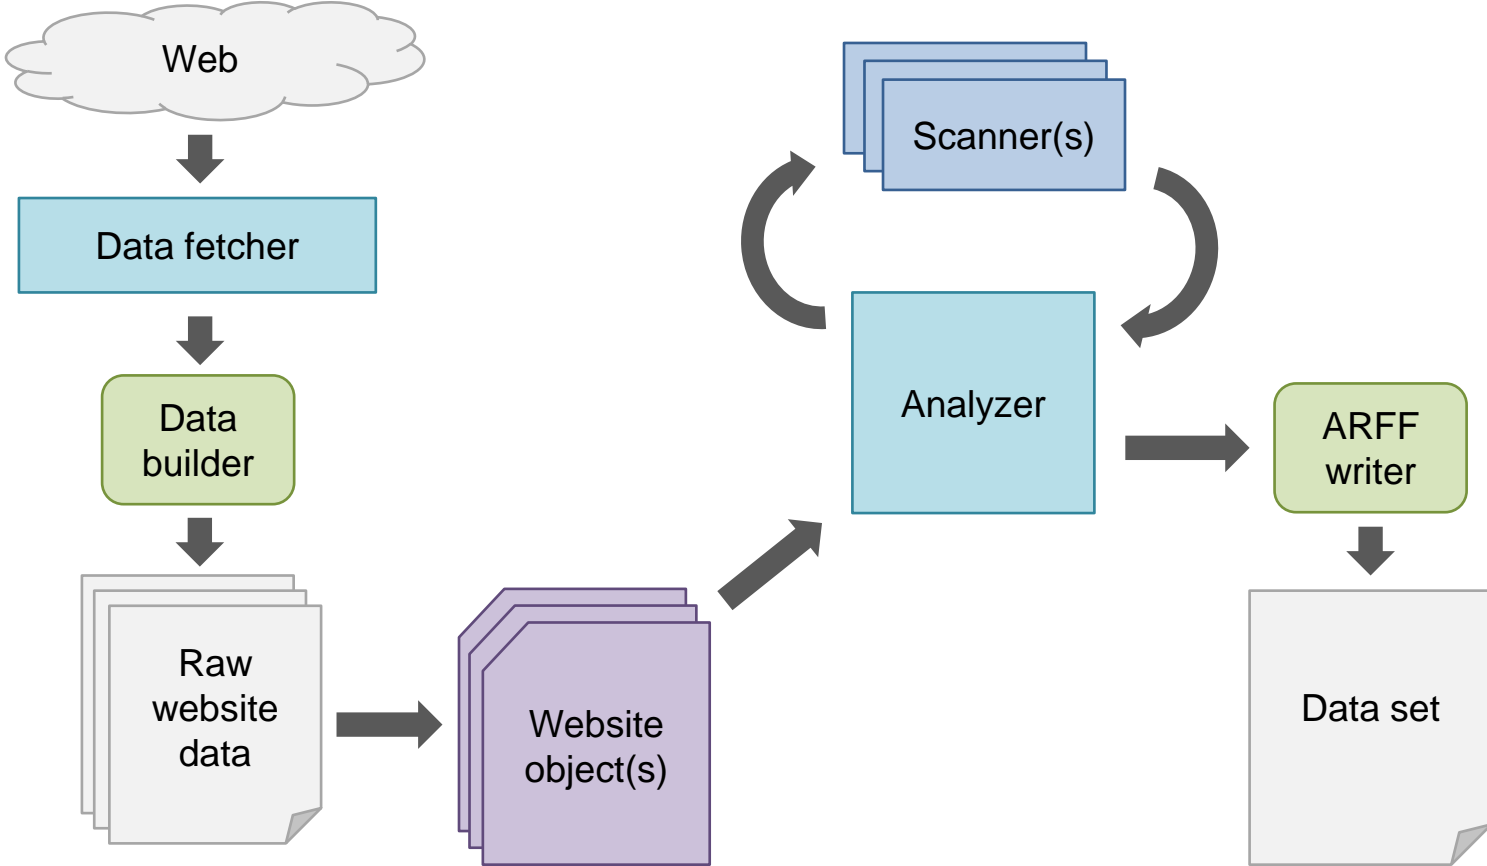 Web
Data fetcher
Data
builder
Raw
website
data
Website
object(s)
Scanner(s)
Analyzer
ARFF
writer
Data set